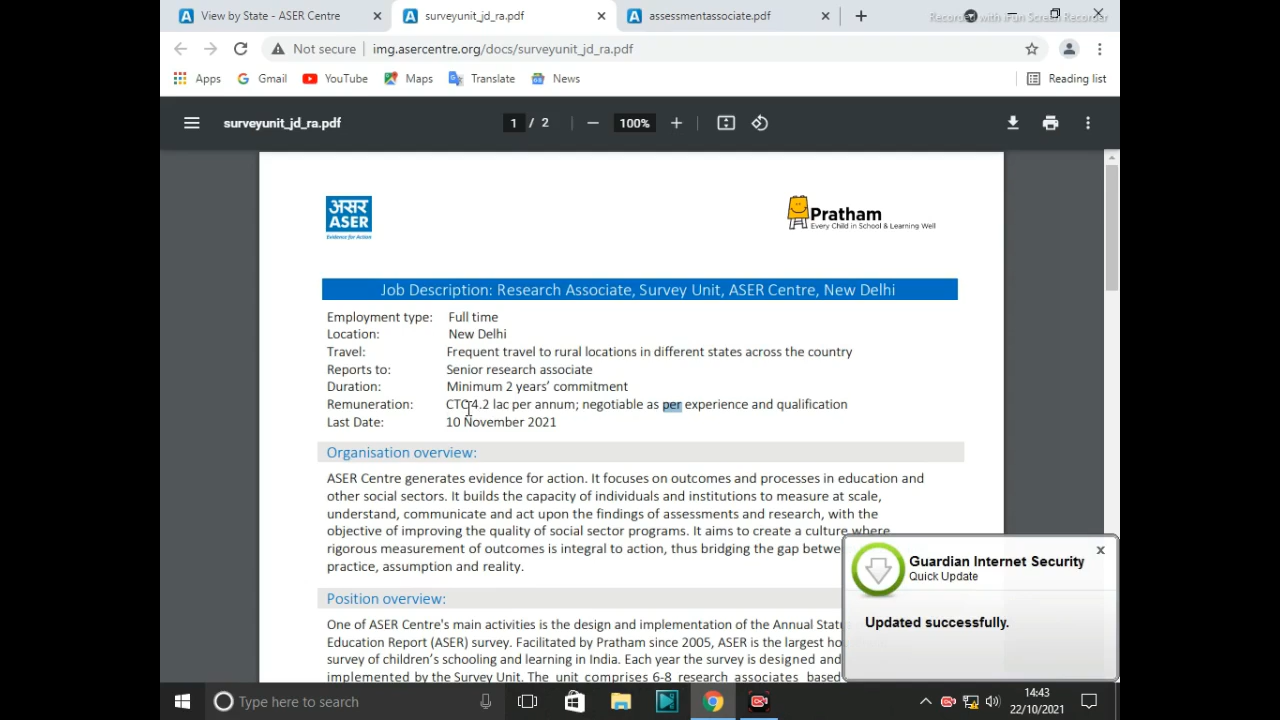 View by State - ASER Centre
surveyunit_jd_ra.pdf
assessmentassociate.pdf
Recorded with iFun Screen Recorder
Not secure
img.asercentre.org/docs/surveyunit_jd_ra.pdf
Apps
Gmail
YouTube
Maps
Translate
News
Reading list
surveyunit_jd_ra.pdf
1 / 2
100%
असर
ASER
Evidence for Action
Pratham
Every Child in School & Learning Well
Job Description: Research Associate, Survey Unit, ASER Centre, New Delhi
Employment type: Full time
Location: New Delhi
Travel: Frequent travel to rural locations in different states across the country
Reports to: Senior research associate
Duration: Minimum 2 years’ commitment
Remuneration: CTC 4.2 lac per annum; negotiable as per experience and qualification
Last Date: 10 November 2021
Organisation overview:
ASER Centre generates evidence for action. It focuses on outcomes and processes in education and
other social sectors. It builds the capacity of individuals and institutions to measure at scale,
understand, communicate and act upon the findings of assessments and research, with the
objective of improving the quality of social sector programs. It aims to create a culture where
rigorous measurement of outcomes is integral to action, thus bridging the gap betwe
practice, assumption and reality.
Position overview:
One of ASER Centre's main activities is the design and implementation of the Annual Stat
Education Report (ASER) survey. Facilitated by Pratham since 2005, ASER is the largest ho
survey of children’s schooling and learning in India. Each year the survey is designed and
implemented by the Survey Unit. The unit comprises 6-8 research associates based
Guardian Internet Security
Quick Update
Updated successfully.
Type here to search
14:43
22/10/2021